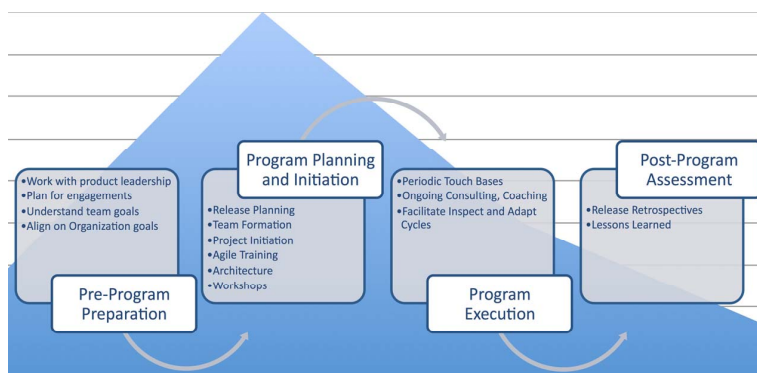 •Work with product leadership
•Plan for engagements
•Understand team goals
•Align on Organization goals
Pre-Program
Preparation
Program Planning
and Initiation
•Release Planning
•Team Formation
•Project Initiation
•Agile Training
•Architecture
•Workshops
•Periodic Touch Bases
•Ongoing Consulting, Coaching
•Facilitate Inspect and Adapt
Cycles
Program
Execution
Post-Program
Assessment
•Release Retrospectives
•Lessons Learned